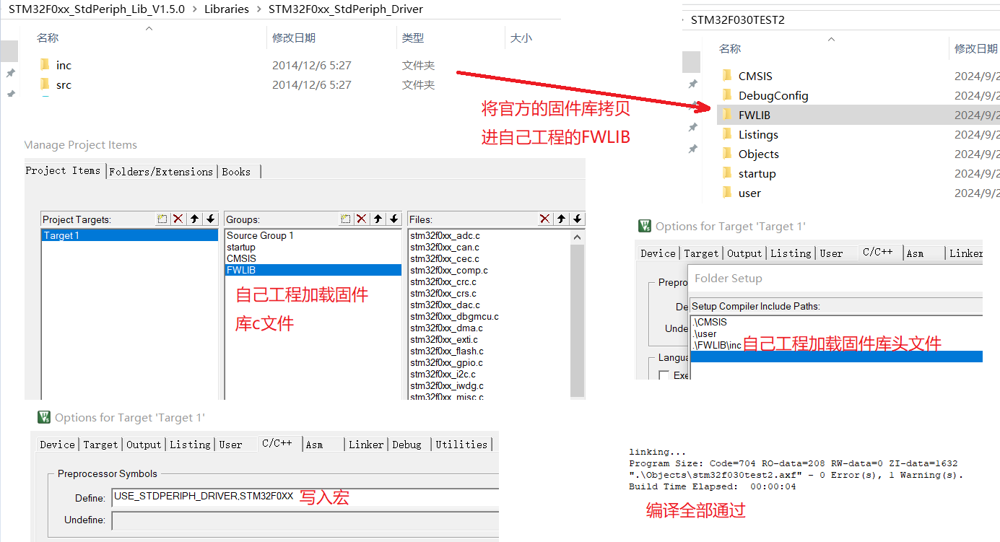 STM32F0xx_StdPeriph_Lib_V1.5.0 > Libraries > STM32F0xx_StdPeriph_Driver
名称 修改日期 类型 大小
inc 2014/12/6 5:27 文件夹
src 2014/12/6 5:27 文件夹
将官方的固件库拷贝
进自己工程的FWLIB
STM32F030TEST2
名称 修改日期
CMSIS 2024/9/2
DebugConfig 2024/9/2
FWLIB 2024/9/2
Listings 2024/9/2
Objects 2024/9/2
startup 2024/9/2
user 2024/9/2
Manage Project Items
Project Items Folders/Extensions Books
Project Targets:
Target 1
Groups:
Source Group 1
startup
CMSIS
FWLIB
自己工程加载固件
库c文件
Files:
stm32f0xx_adc.c
stm32f0xx_can.c
stm32f0xx_cec.c
stm32f0xx_comp.c
stm32f0xx_crc.c
stm32f0xx_crs.c
stm32f0xx_dac.c
stm32f0xx_dbgmcu.c
stm32f0xx_dma.c
stm32f0xx_exti.c
stm32f0xx_flash.c
stm32f0xx_gpio.c
stm32f0xx_i2c.c
stm32f0xx_iwdg.c
stm32f0xx_misc.c
Options for Target 'Target 1'
Device Target Output Listing User C/C++ Asm Linker
Prepro
De
Unde
Langua
Exe
Folder Setup
Setup Compiler Include Paths:
.\CMSIS
.\user
.\FWLIB\inc 自己工程加载固件库头文件
Options for Target 'Target 1'
Device Target Output Listing User C/C++ Asm Linker Debug Utilities
Preprocessor Symbols
Define: USE_STDPERIPH_DRIVER,STM32F0XX 写入宏
Undefine:
linking...
Program Size: Code=704 RO-data=208 RW-data=0 ZI-data=1632
".\Objects\stm32f030test2.axf" - 0 Error(s), 1 Warning(s).
Build Time Elapsed:  00:00:04
编译全部通过